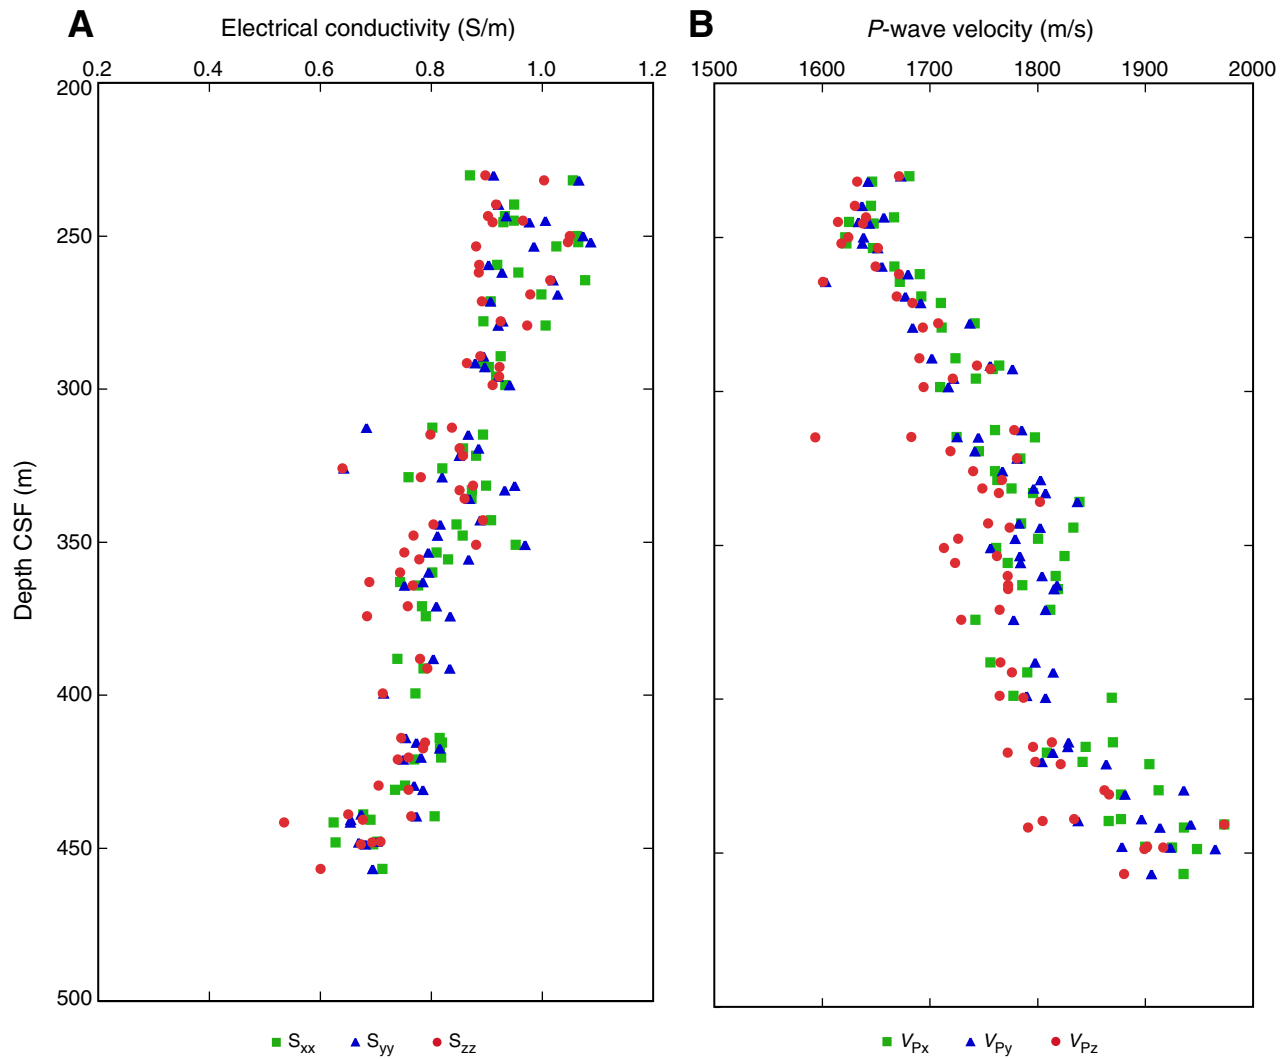 A
Electrical conductivity (S/m)
B
P-wave velocity (m/s)
0.2 0.4 0.6 0.8 1.0 1.2
1500 1600 1700 1800 1900 2000
200
250
300
350
400
450
500
Depth CSF (m)
Sxx Syy Szz
VPx VPy VPz